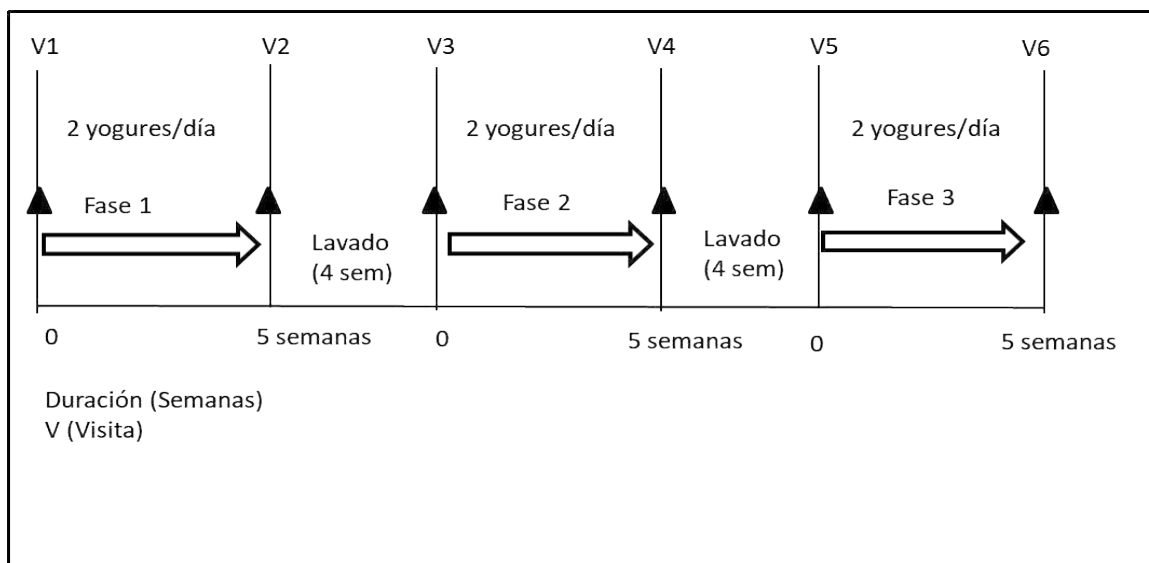 V1 V2 V3 V4 V5 V6
2 yogures/día 2 yogures/día 2 yogures/día
Fase 1 Fase 2 Fase 3
Lavado Lavado
(4 sem) (4 sem)
0 5 semanas 0 5 semanas 0 5 semanas
Duración (Semanas)
V (Visita)